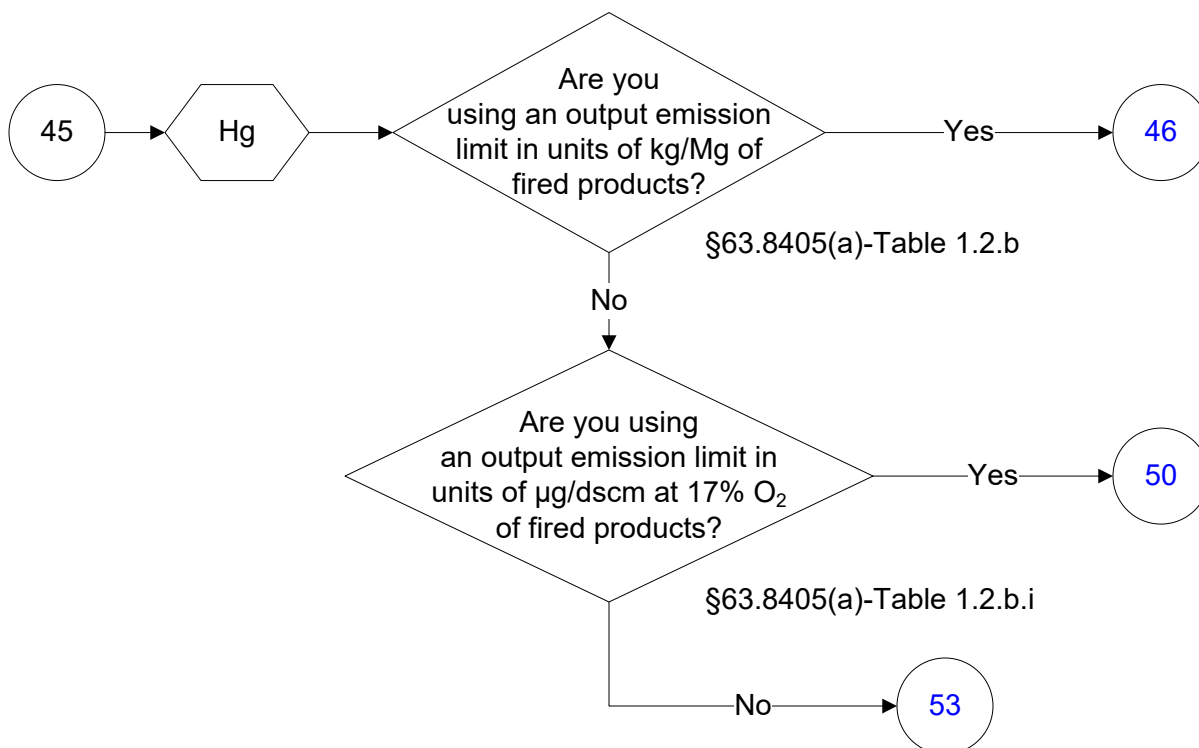 45
Hg
Are you
using an output emission
limit in units of kg/Mg of
fired products?
Yes
46
§63.8405(a)-Table 1.2.b
No
Are you using
an output emission limit in
units of µg/dscm at 17% O₂
of fired products?
Yes
50
§63.8405(a)-Table 1.2.b.i
No
53